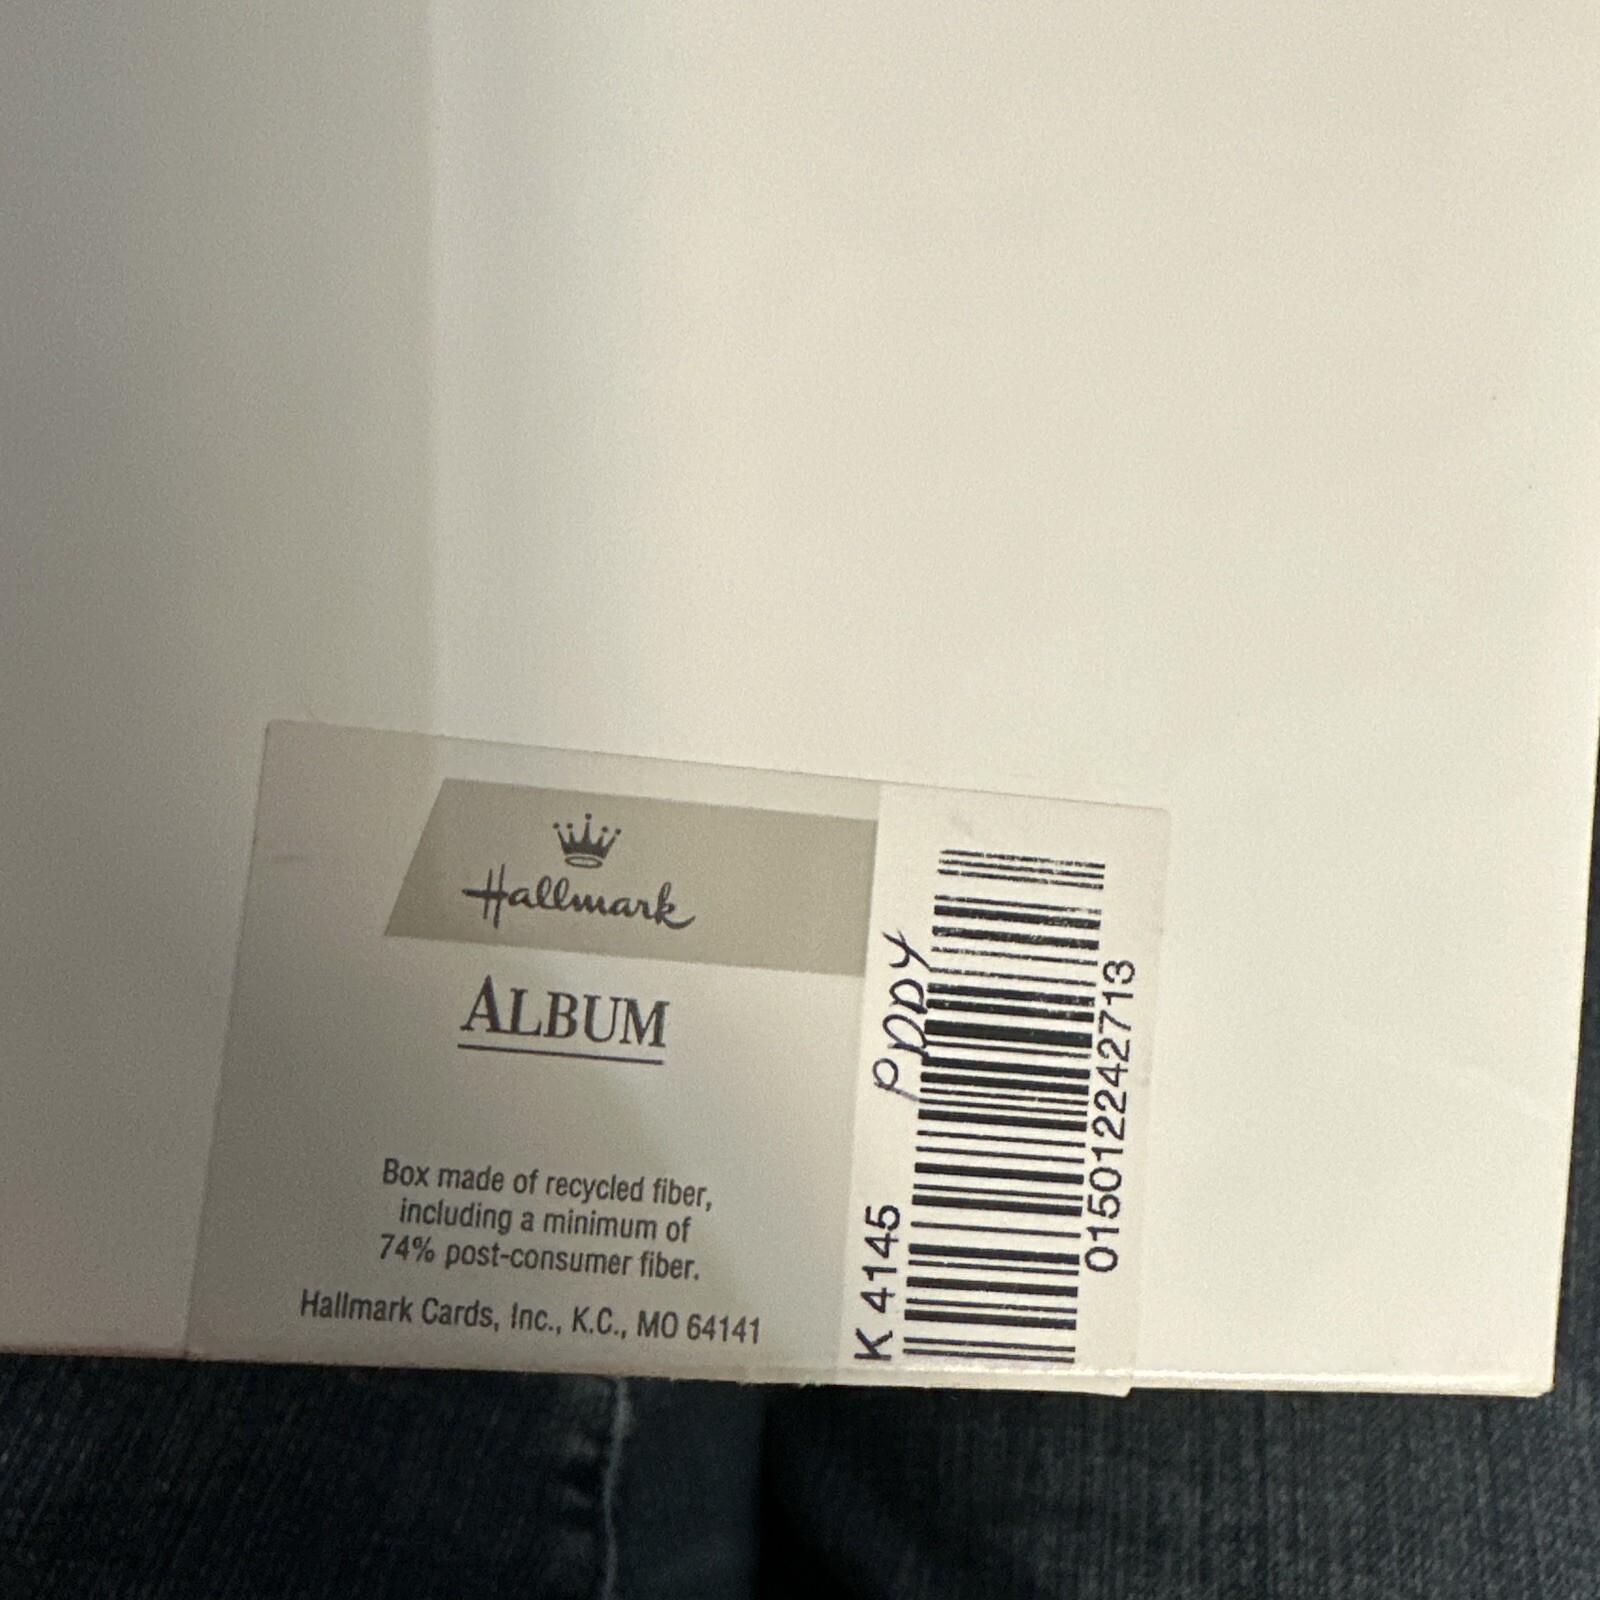 Hallmark
ALBUM
Box made of recycled fiber,
including a minimum of
74% post-consumer fiber.
Hallmark Cards, Inc., K.C., MO 64141
K 4145
PDDY
015012242713